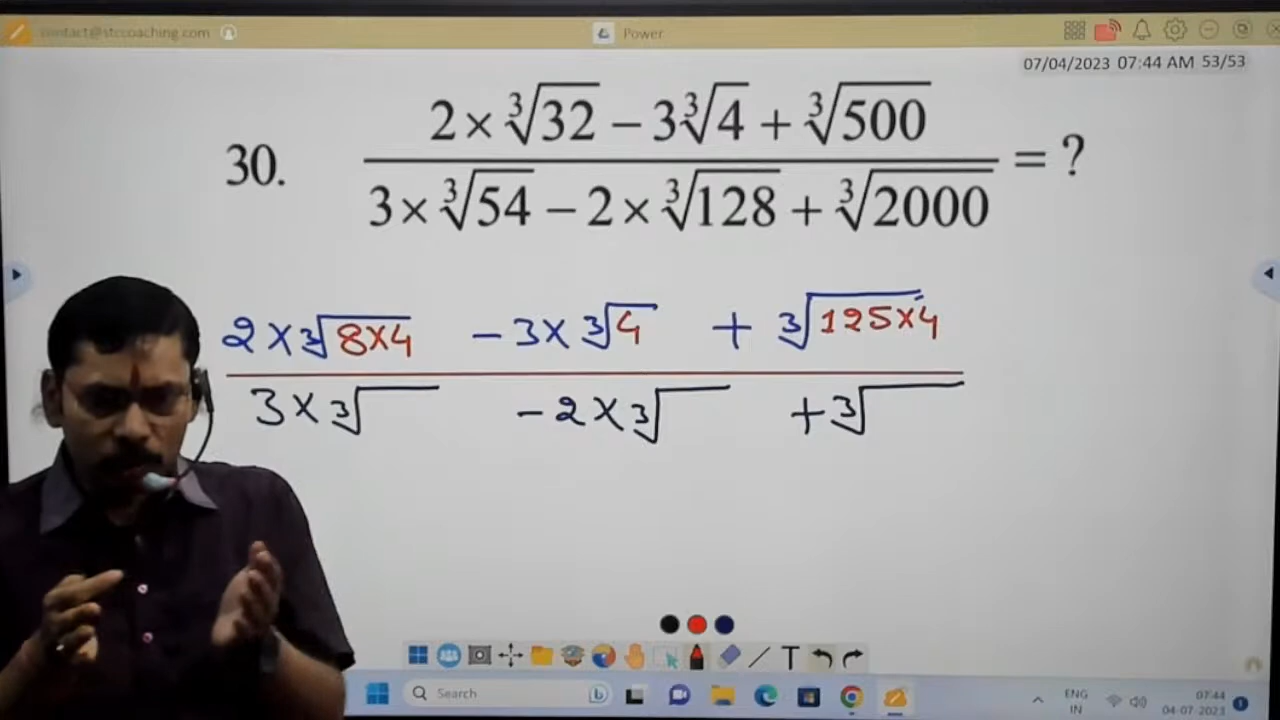 contact@stccoaching.com
Power
07/04/2023 07:44 AM 53/53
30. (2 × ∛32 − 3∛4 + ∛500) / (3 × ∛54 − 2 × ∛128 + ∛2000) = ?
2 × ∛8×4 − 3 × ∛4 + ∛125×4
3 × ∛ − 2 × ∛ + ∛
T
Search
ENG
IN
07:44
04-07-2023